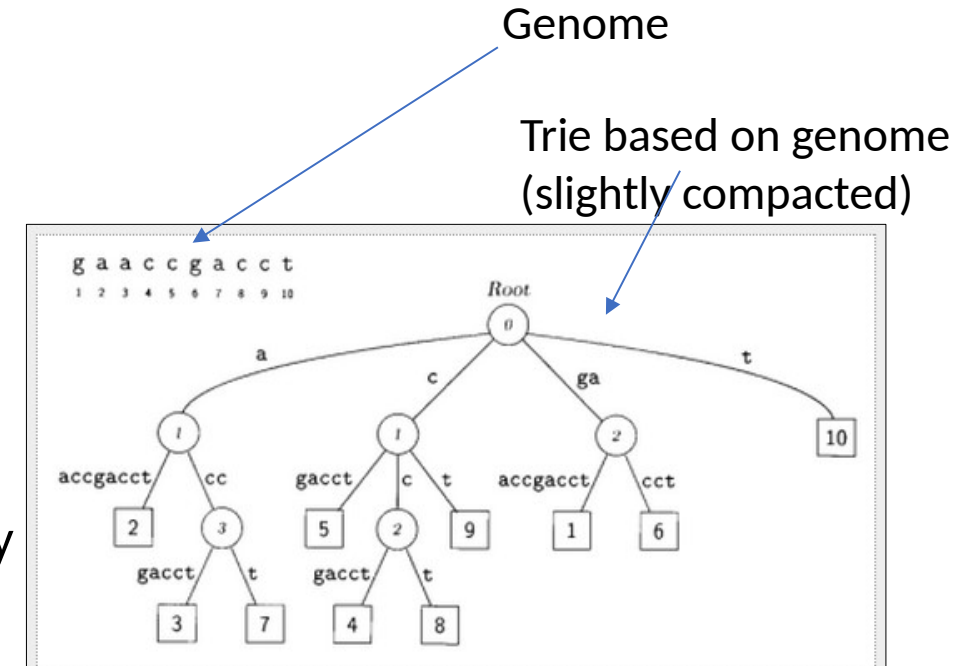 Genome
Trie based on genome
(slightly compacted)
g a a c c g a c c t
1 2 3 4 5 6 7 8 9 10
Root
0
a c ga t
1 1 2 10
accgacct cc gacct c t accgacct cct
2 3 5 2 9 1 6
y
gacct t gacct t
3 7 4 8